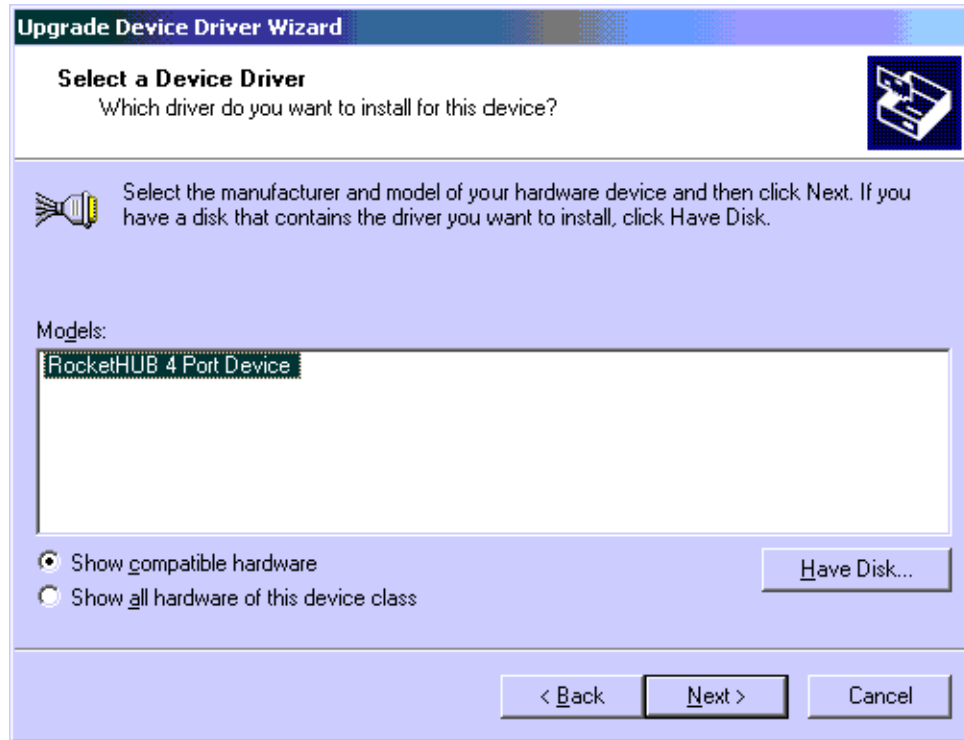 Upgrade Device Driver Wizard
Select a Device Driver
Which driver do you want to install for this device?
Select the manufacturer and model of your hardware device and then click Next. If you
have a disk that contains the driver you want to install, click Have Disk.
Models:
RocketHUB 4 Port Device
Show compatible hardware
Have Disk...
Show all hardware of this device class
< Back
Next >
Cancel